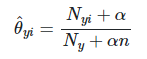 θ̂_yi = (N_yi + α) / (N_y + αn)